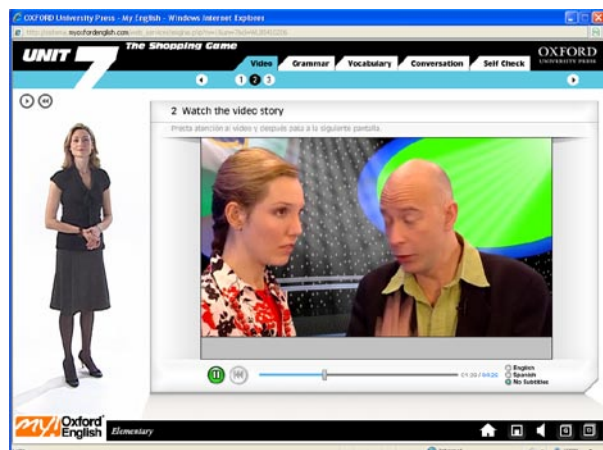 OXFORD University Press - My English - Windows Internet Explorer
UNIT 7
The Shopping Game
Video
Grammar
Vocabulary
Conversation
Self Check
OXFORD
UNIVERSITY PRESS
1 2 3
2 Watch the video story
Presta atención al vídeo y después pasa a la siguiente pantalla.
English
Spanish
No Subtitles
my!
Oxford
English
Elementary